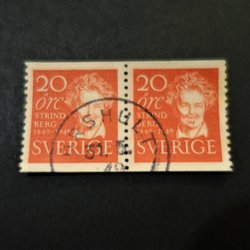 20
öre
STRIND
BERG
1849-1949
SVERIGE
20
öre
STRIND
BERG
1849-1949
SVERIGE